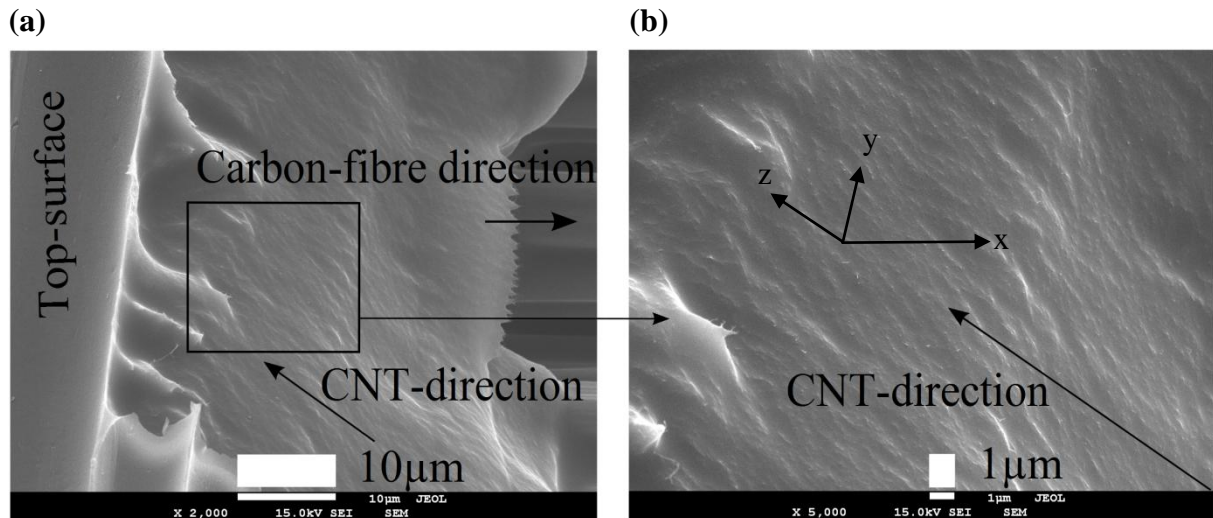 (a)
Top-surface
Carbon-fibre direction
CNT-direction
10μm
10μm JEOL
X 2,000 15.0kV SEI SEM
(b)
y
z
x
CNT-direction
1μm
1μm JEOL
X 5,000 15.0kV SEI SEM